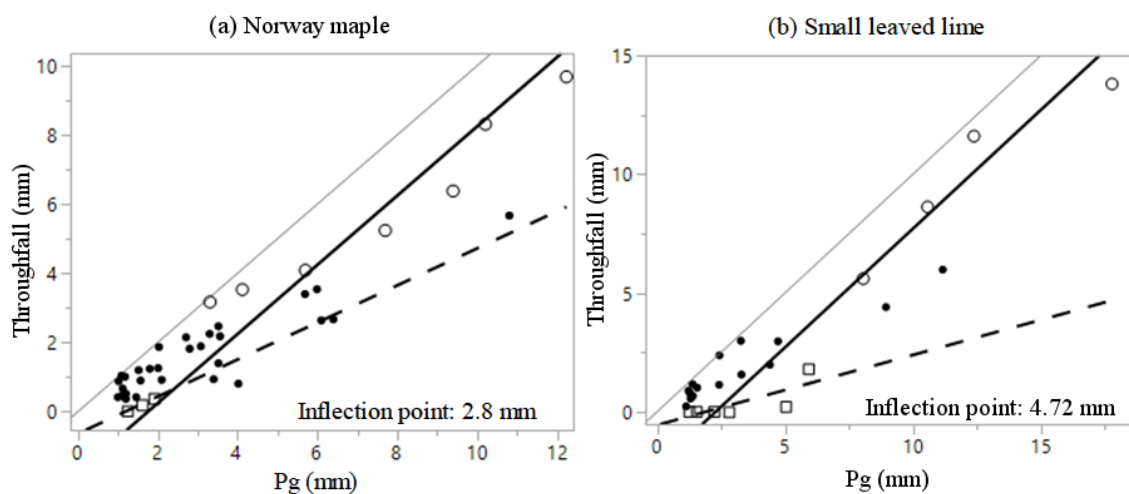 (a) Norway maple
10
8
6
4
2
0
Throughfall (mm)
Inflection point: 2.8 mm
0 2 4 6 8 10 12
Pg (mm)
(b) Small leaved lime
15
10
5
0
Throughfall (mm)
Inflection point: 4.72 mm
0 5 10 15
Pg (mm)